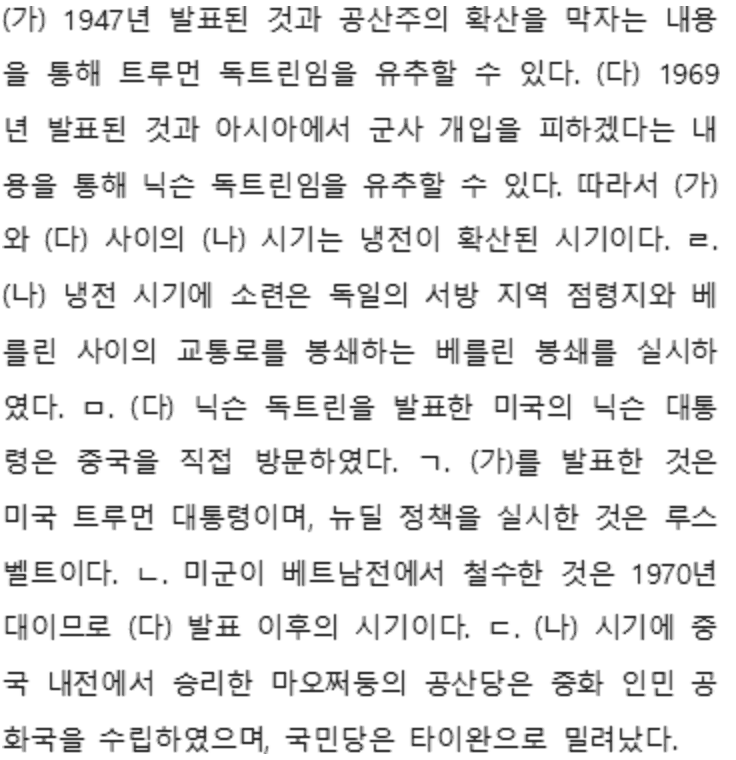 (가) 1947년 발표된 것과 공산주의 확산을 막자는 내용
을 통해 트루먼 독트린임을 유추할 수 있다. (다) 1969
년 발표된 것과 아시아에서 군사 개입을 피하겠다는 내
용을 통해 닉슨 독트린임을 유추할 수 있다. 따라서 (가)
와 (다) 사이의 (나) 시기는 냉전이 확산된 시기이다. ㄹ.
(나) 냉전 시기에 소련은 독일의 서방 지역 점령지와 베
를린 사이의 교통로를 봉쇄하는 베를린 봉쇄를 실시하
였다. ㅁ. (다) 닉슨 독트린을 발표한 미국의 닉슨 대통
령은 중국을 직접 방문하였다. ㄱ. (가)를 발표한 것은
미국 트루먼 대통령이며, 뉴딜 정책을 실시한 것은 루스
벨트이다. ㄴ. 미군이 베트남전에서 철수한 것은 1970년
대이므로 (다) 발표 이후의 시기이다. ㄷ. (나) 시기에 중
국 내전에서 승리한 마오쩌둥의 공산당은 중화 인민 공
화국을 수립하였으며, 국민당은 타이완으로 밀려났다.